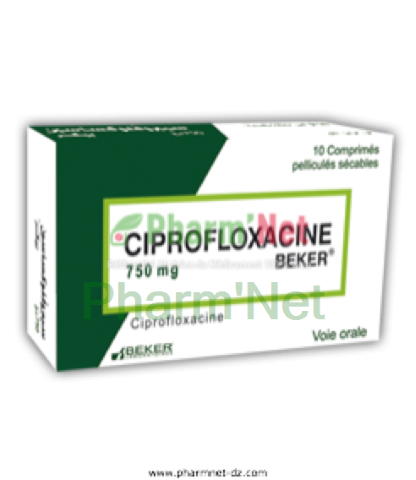 10 Comprimés
pelliculés sécables
Pharm'Net
CIPROFLOXACINE
BEKER®
750 mg
Pharm'Net
Ciprofloxacine
BEKER
Voie orale
www.pharmnet-dz.com